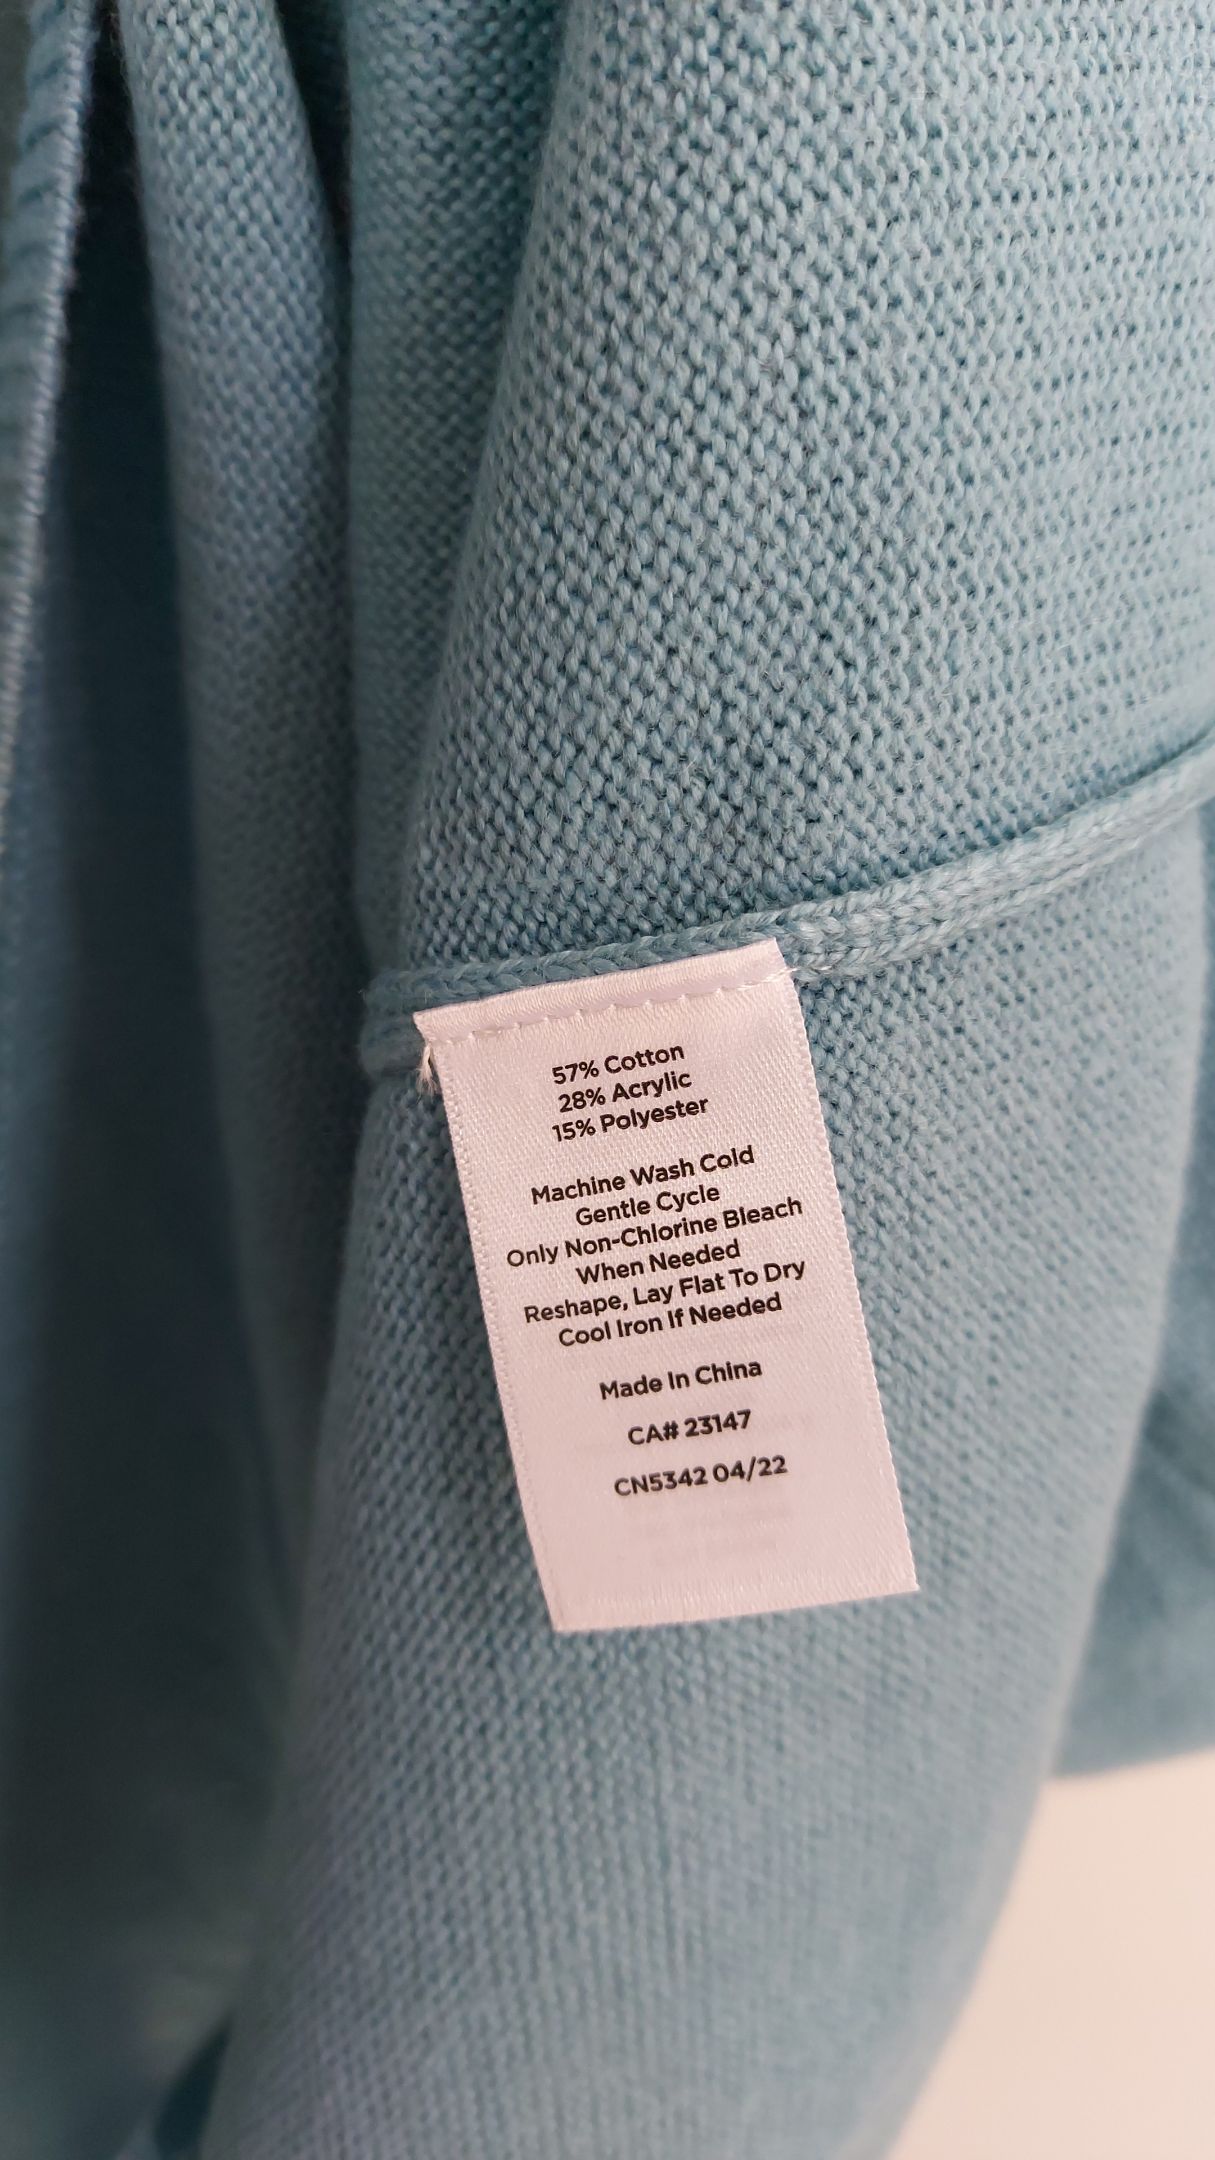 57% Cotton
28% Acrylic
15% Polyester
Machine Wash Cold
Gentle Cycle
Only Non-Chlorine Bleach
When Needed
Reshape, Lay Flat To Dry
Cool Iron If Needed
Made In China
CA# 23147
CN5342 04/22